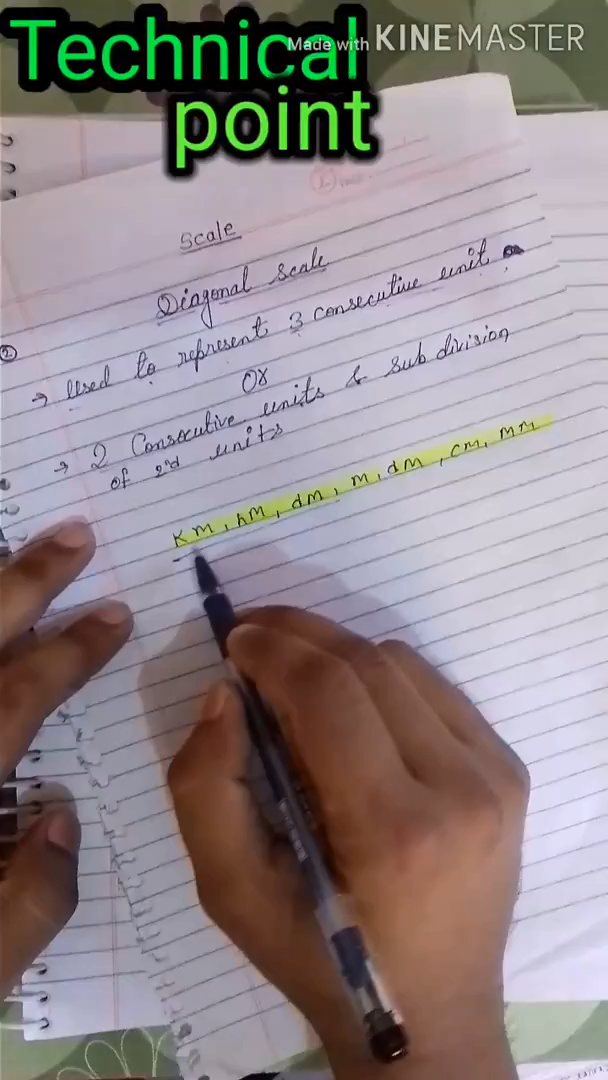 Technical
point
Made with KINEMASTER
Scale
Diagonal scale
② → Used to represent 3 consecutive unit
Or
→ 2 Consecutive units & sub division
of 2nd units
KM, hM, dM, M, dM, CM, MM